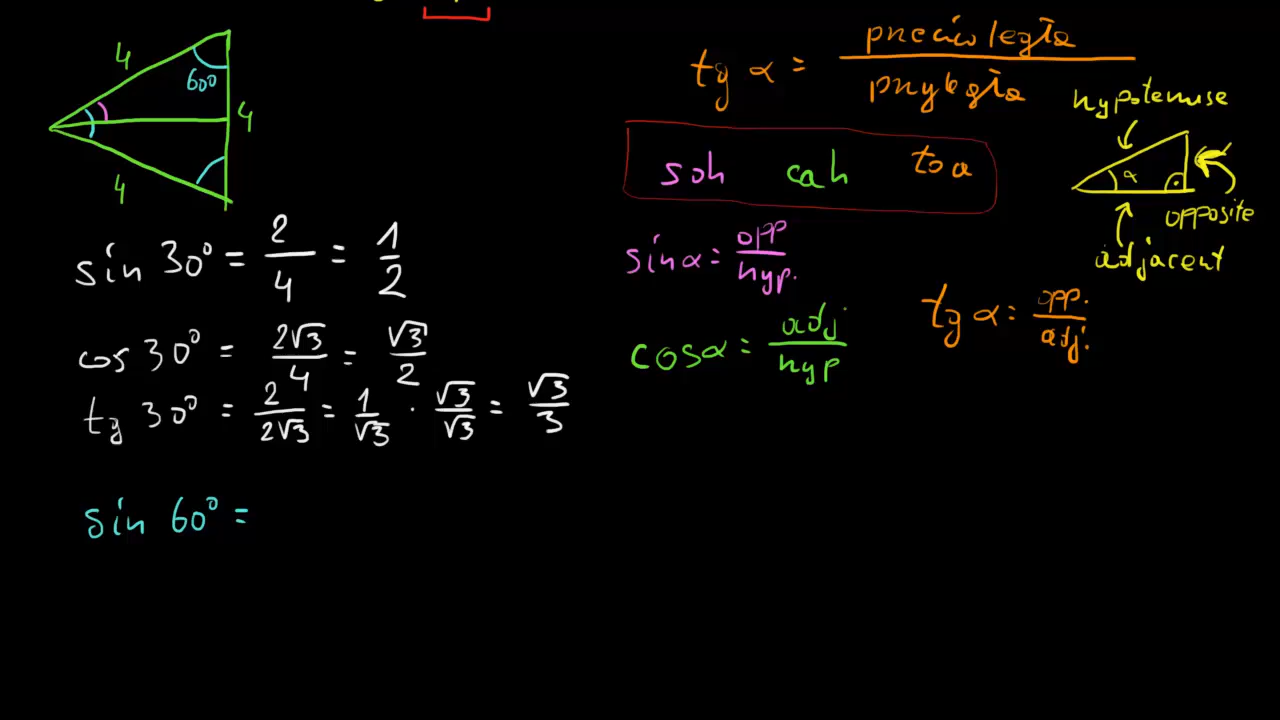 4
60°
4
4
tg α = przeciwległa / przyległa
hypotenuse
α
opposite
adjacent
soh cah toa
sin 30° = 2/4 = 1/2
sinα = opp/hyp.
cos 30° = 2√3/4 = √3/2
cosα = adj/hyp
tg α = opp./adj.
tg 30° = 2/2√3 = 1/√3 · √3/√3 = √3/3
sin 60° =